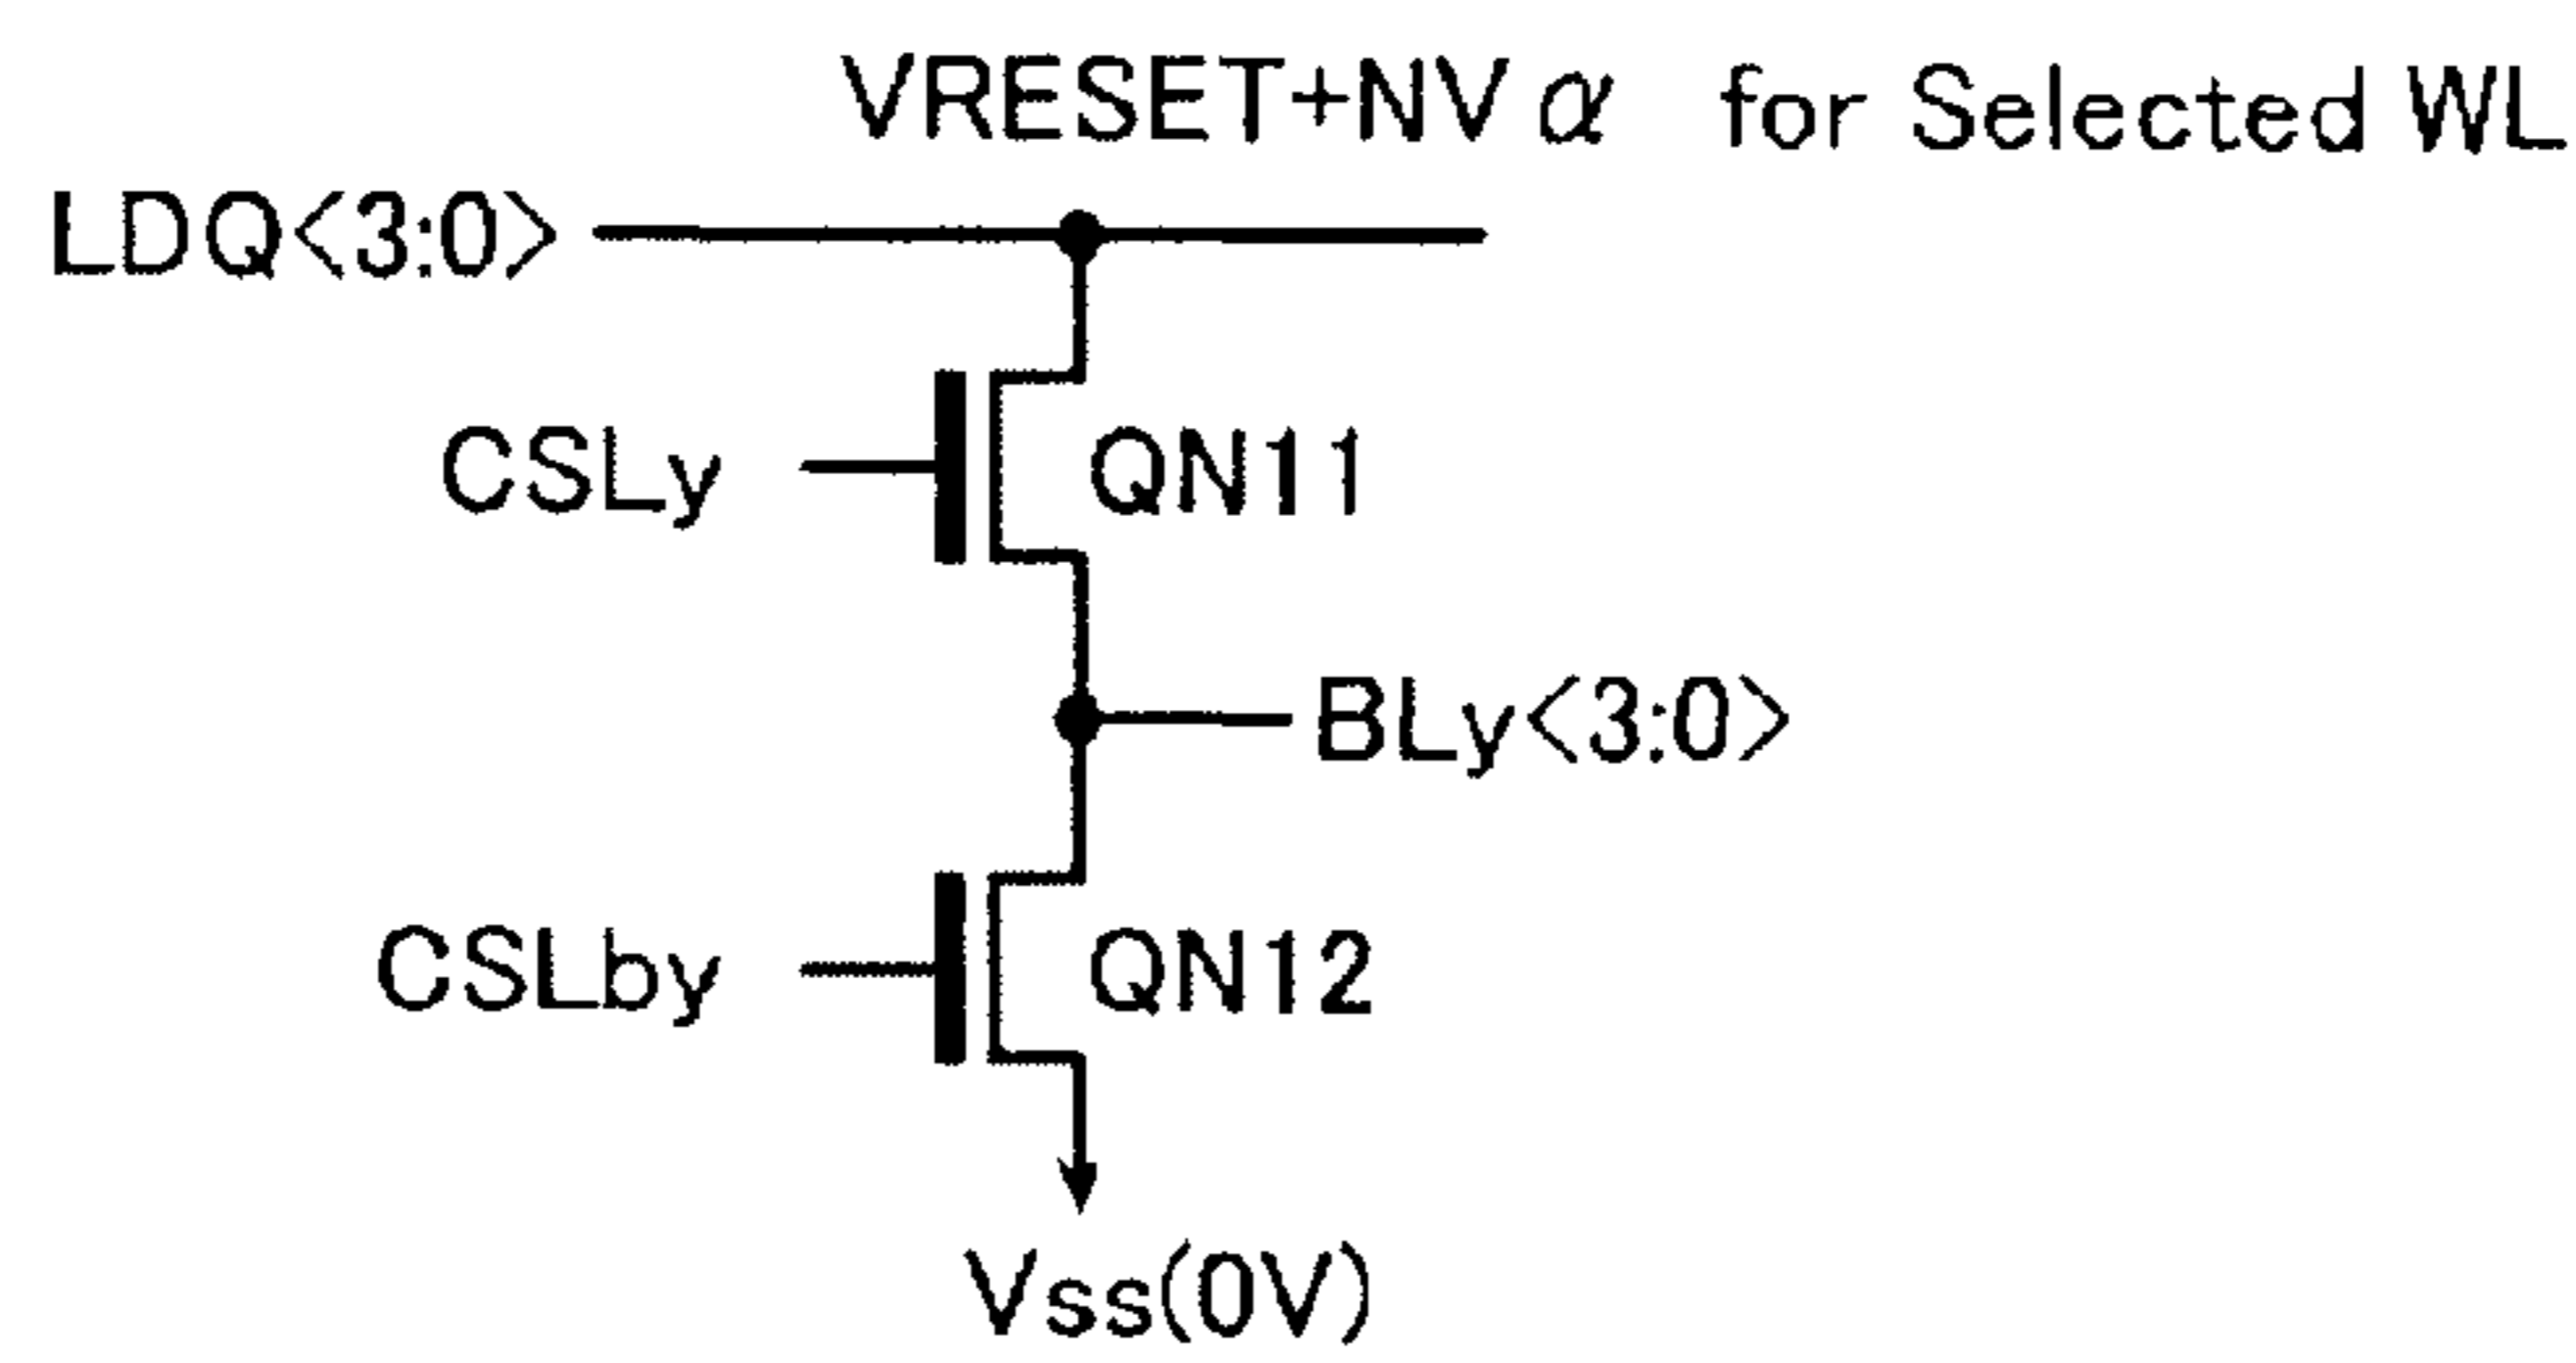 VRESET+NVα for Selected WL
LDQ<3:0>
CSLy
QN11
BLy<3:0>
CSLby
QN12
Vss(0V)